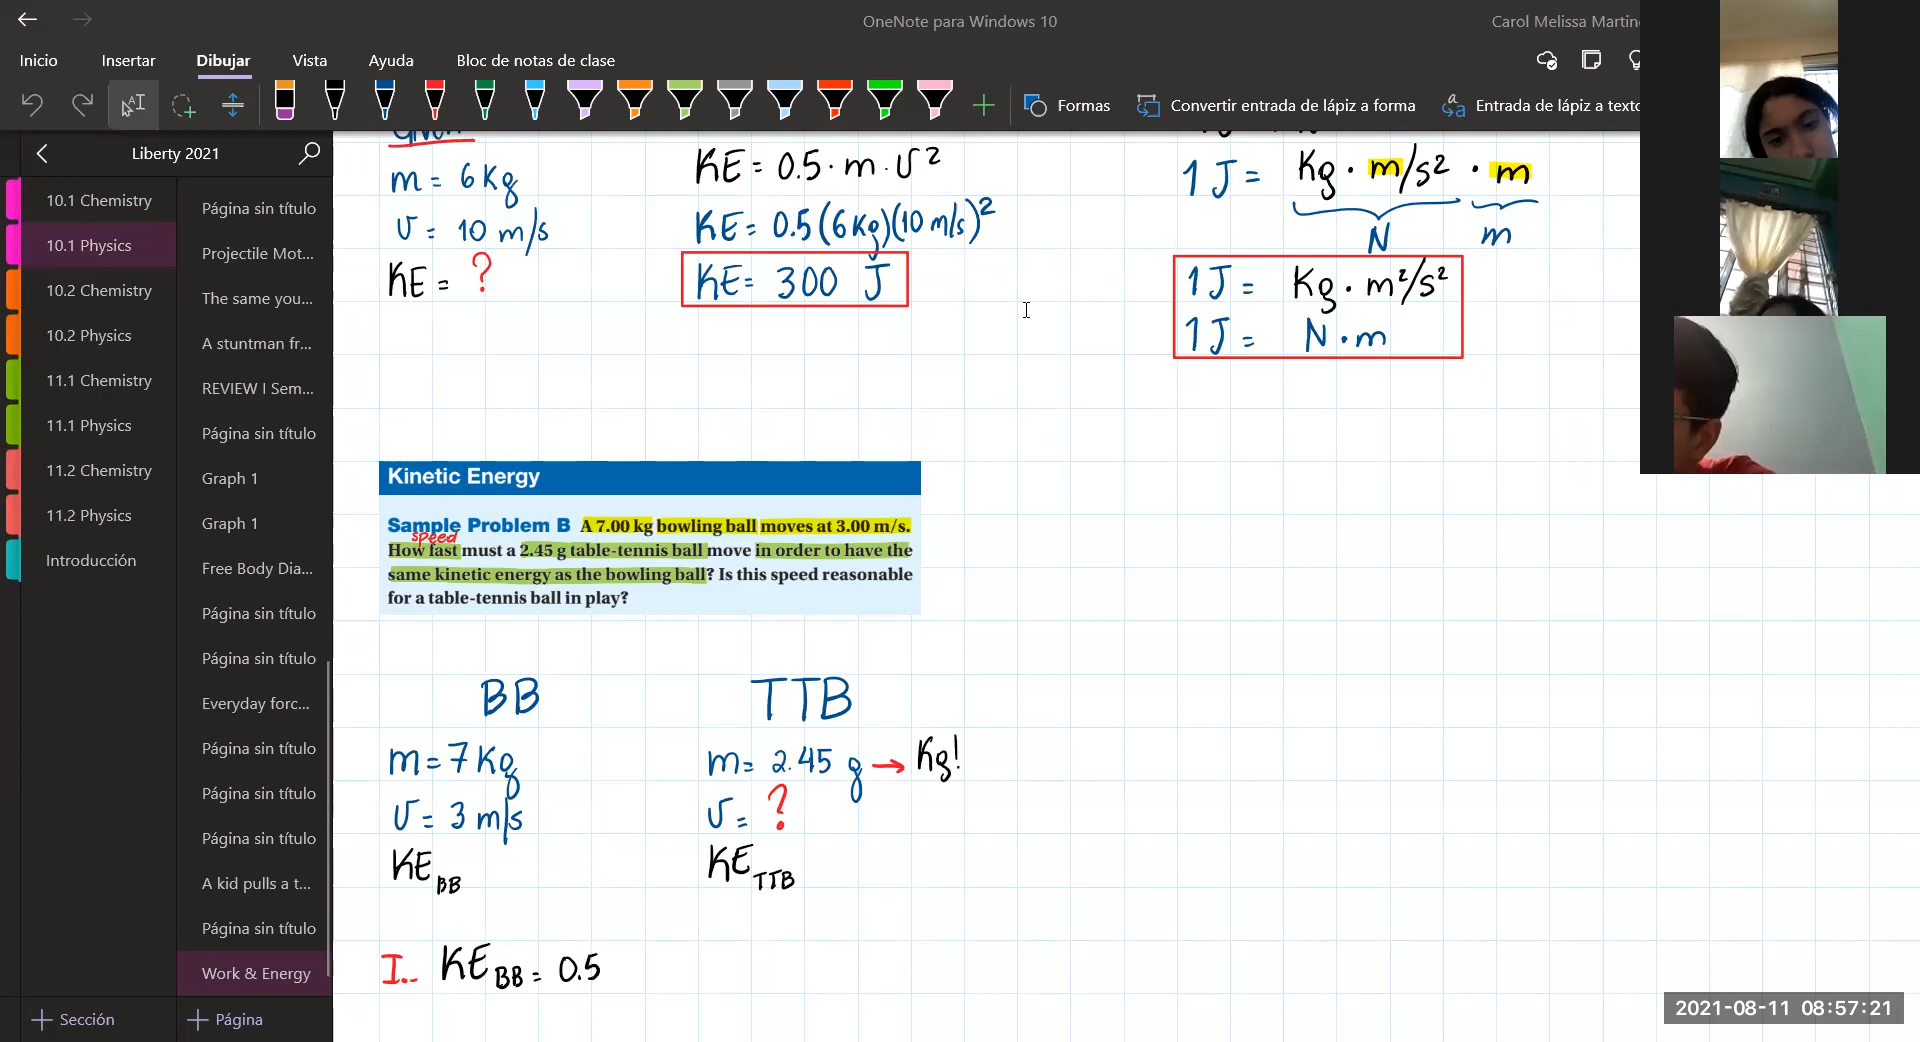 OneNote para Windows 10
Inicio
Insertar
Dibujar
Vista
Ayuda
Bloc de notas de clase
Formas
Convertir entrada de lápiz a forma
Entrada de lápiz a texto
Liberty 2021
10.1 Chemistry
10.1 Physics
10.2 Chemistry
10.2 Physics
11.1 Chemistry
11.1 Physics
11.2 Chemistry
11.2 Physics
Introducción
Sección
Página sin título
Projectile Mot...
The same you...
A stuntman fr...
REVIEW I Sem...
Página sin título
Graph 1
Graph 1
Free Body Dia...
Página sin título
Página sin título
Everyday forc...
Página sin título
Página sin título
Página sin título
A kid pulls a t...
Página sin título
Work & Energy
Página
Given
m = 6 Kg
v = 10 m/s
KE = ?
KE = 0.5 · m · v²
KE = 0.5 (6 Kg)(10 m/s)²
KE = 300 J
1 J = Kg · m/s² · m
N m
1 J = Kg · m²/s²
1 J = N · m
Kinetic Energy
Sample Problem B A 7.00 kg bowling ball moves at 3.00 m/s.
speed
How fast must a 2.45 g table-tennis ball move in order to have the
same kinetic energy as the bowling ball? Is this speed reasonable
for a table-tennis ball in play?
BB
m = 7 Kg
v = 3 m/s
KE BB
TTB
m = 2.45 g → Kg!
v = ?
KE TTB
I.. KE BB = 0.5
2021-08-11 08:57:21